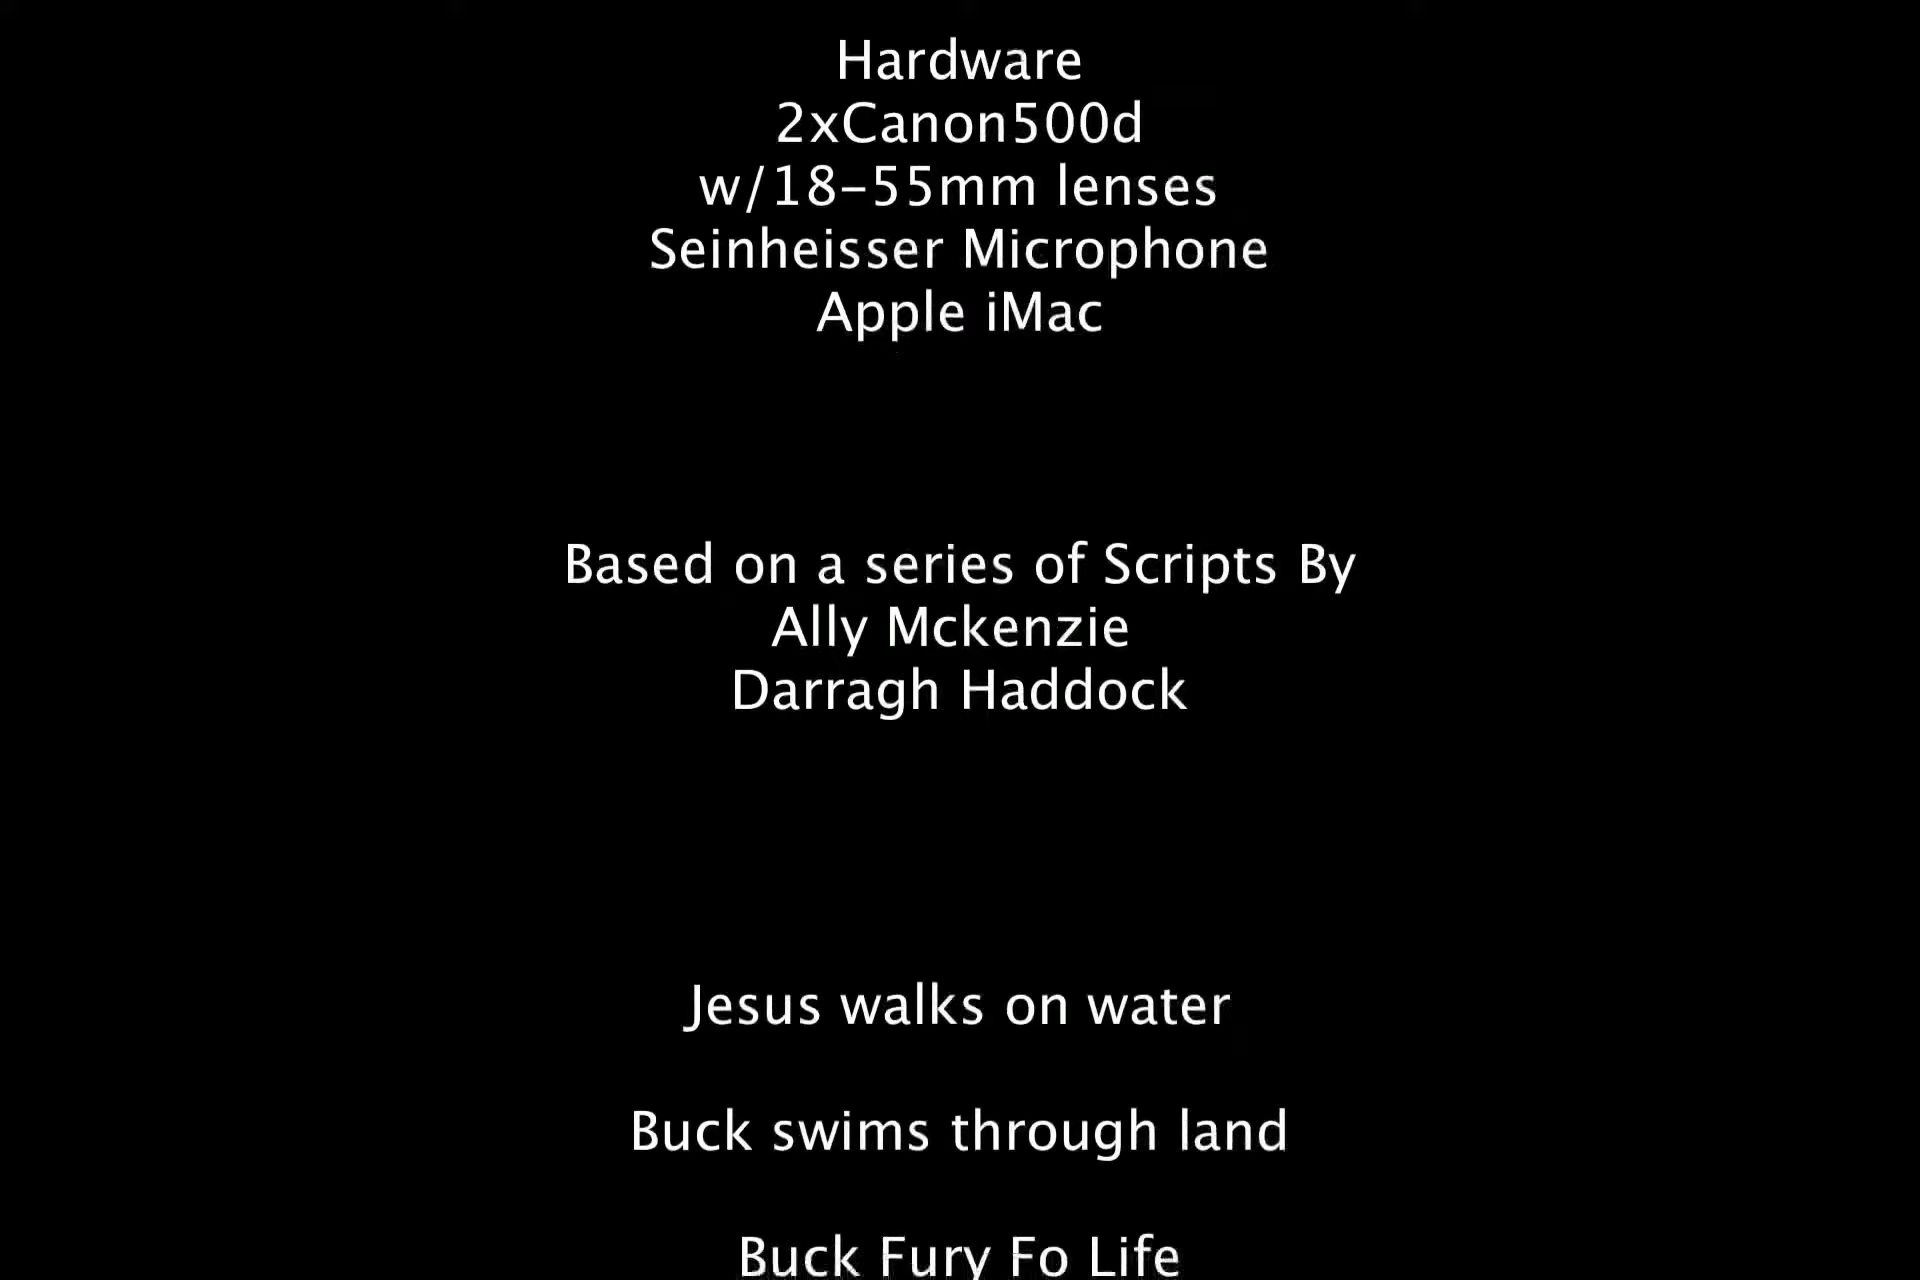 Hardware
2xCanon500d
w/18-55mm lenses
Seinheisser Microphone
Apple iMac
Based on a series of Scripts By
Ally Mckenzie
Darragh Haddock
Jesus walks on water
Buck swims through land
Buck Fury Fo Life